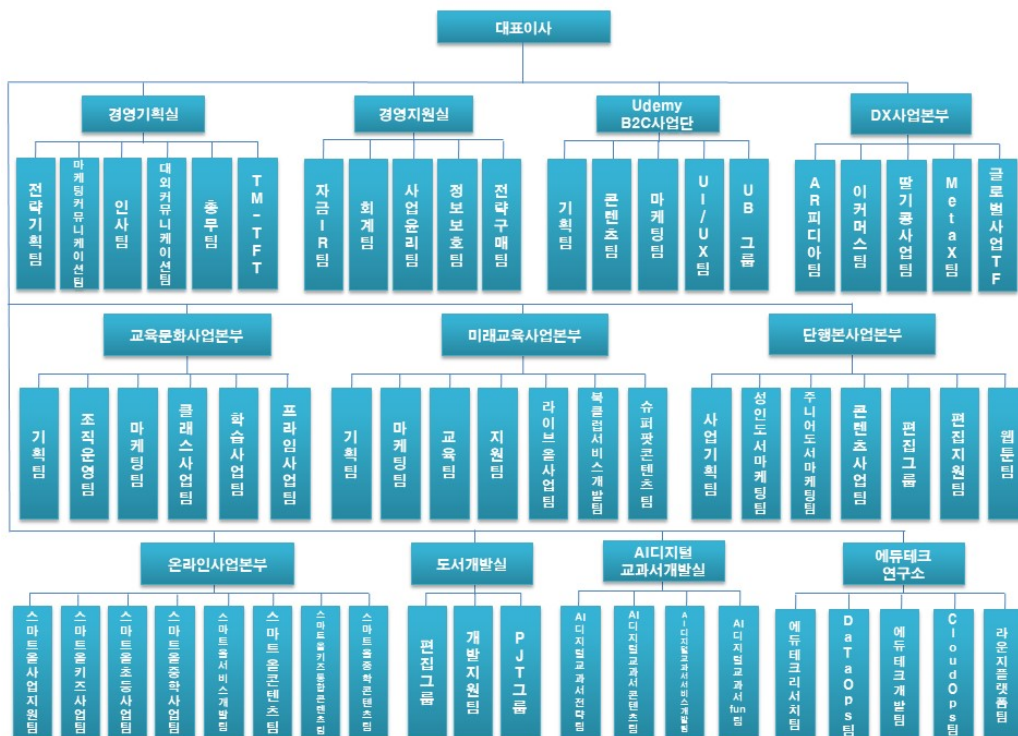 대표이사
경영기획실
경영지원실
Udemy
B2C사업단
DX사업본부
전략기획팀
마케팅커뮤니케이션팀
인사팀
대외커뮤니케이션팀
총무팀
TM-TFT
자금IR팀
회계팀
사업윤리팀
정보보호팀
전략구매팀
기획팀
콘텐츠팀
마케팅팀
UI/UX팀
UB 그룹
AR피디아팀
이커머스팀
딸기콩사업팀
MetaX팀
글로벌사업TF
교육문화사업본부
미래교육사업본부
단행본사업본부
기획팀
조직운영팀
마케팅팀
클래스사업팀
학습사업팀
프라임사업팀
기획팀
마케팅팀
교육팀
지원팀
라이브올사업팀
북클럽서비스개발팀
슈퍼팟콘텐츠팀
사업기획팀
성인도서마케팅팀
주니어도서마케팅팀
콘텐츠사업팀
편집그룹
편집지원팀
웹툰팀
온라인사업본부
도서개발실
AI디지털
교과서개발실
에듀테크
연구소
스마트올사업지원팀
스마트올키즈사업팀
스마트올초등사업팀
스마트올중학사업팀
스마트올서비스개발팀
스마트 올콘텐츠팀
스마트올키즈통합콘텐츠팀
스마트올중학콘텐츠팀
편집그룹
개발지원팀
PJT그룹
AI디지털교과서전략팀
AI디지털교과서콘텐츠팀
AI디지털교과서서비스개발팀
AI디지털교과서fun팀
에듀테크리서치팀
DaTaOps팀
에듀테크개발팀
CloudOps팀
라운지플랫폼팀